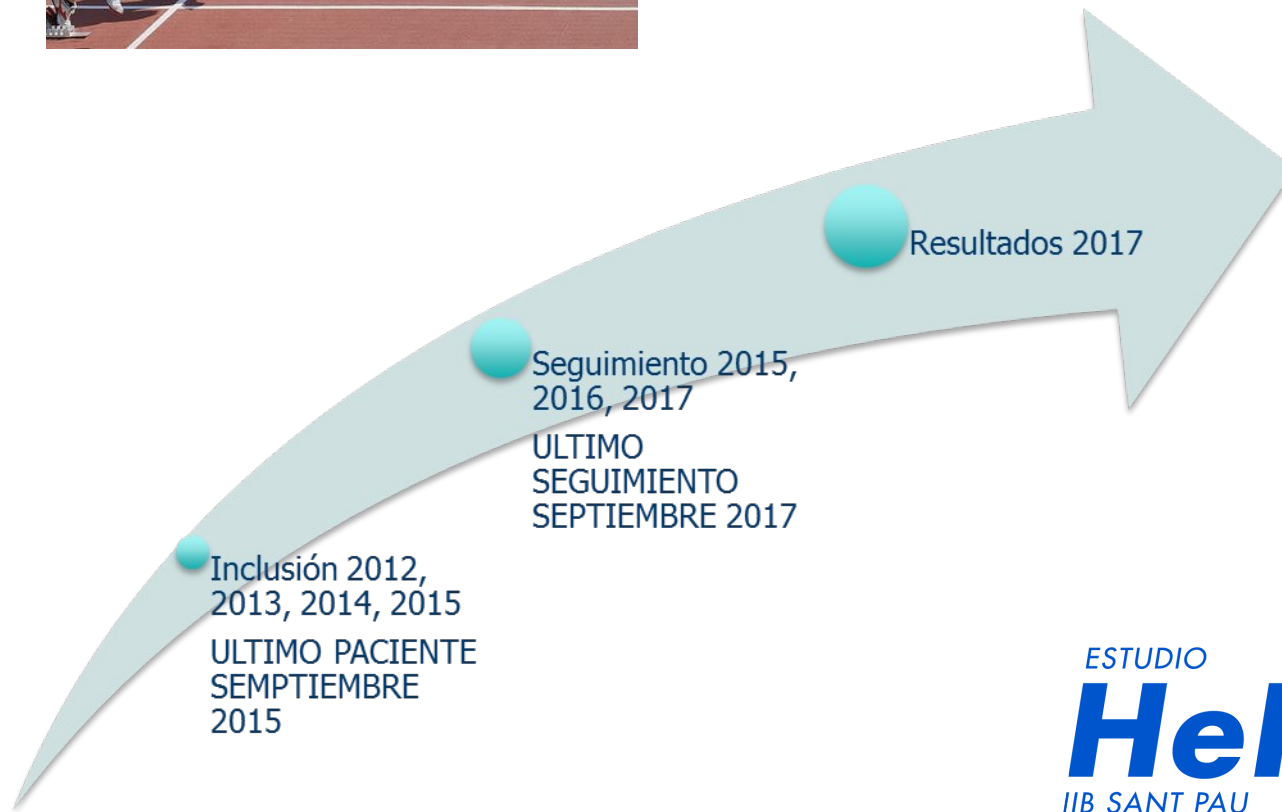 Resultados 2017
Seguimiento 2015,
2016, 2017
ULTIMO
SEGUIMIENTO
SEPTIEMBRE 2017
Inclusión 2012,
2013, 2014, 2015
ULTIMO PACIENTE
SEMPTIEMBRE
2015
ESTUDIO
IIB SANT PAU